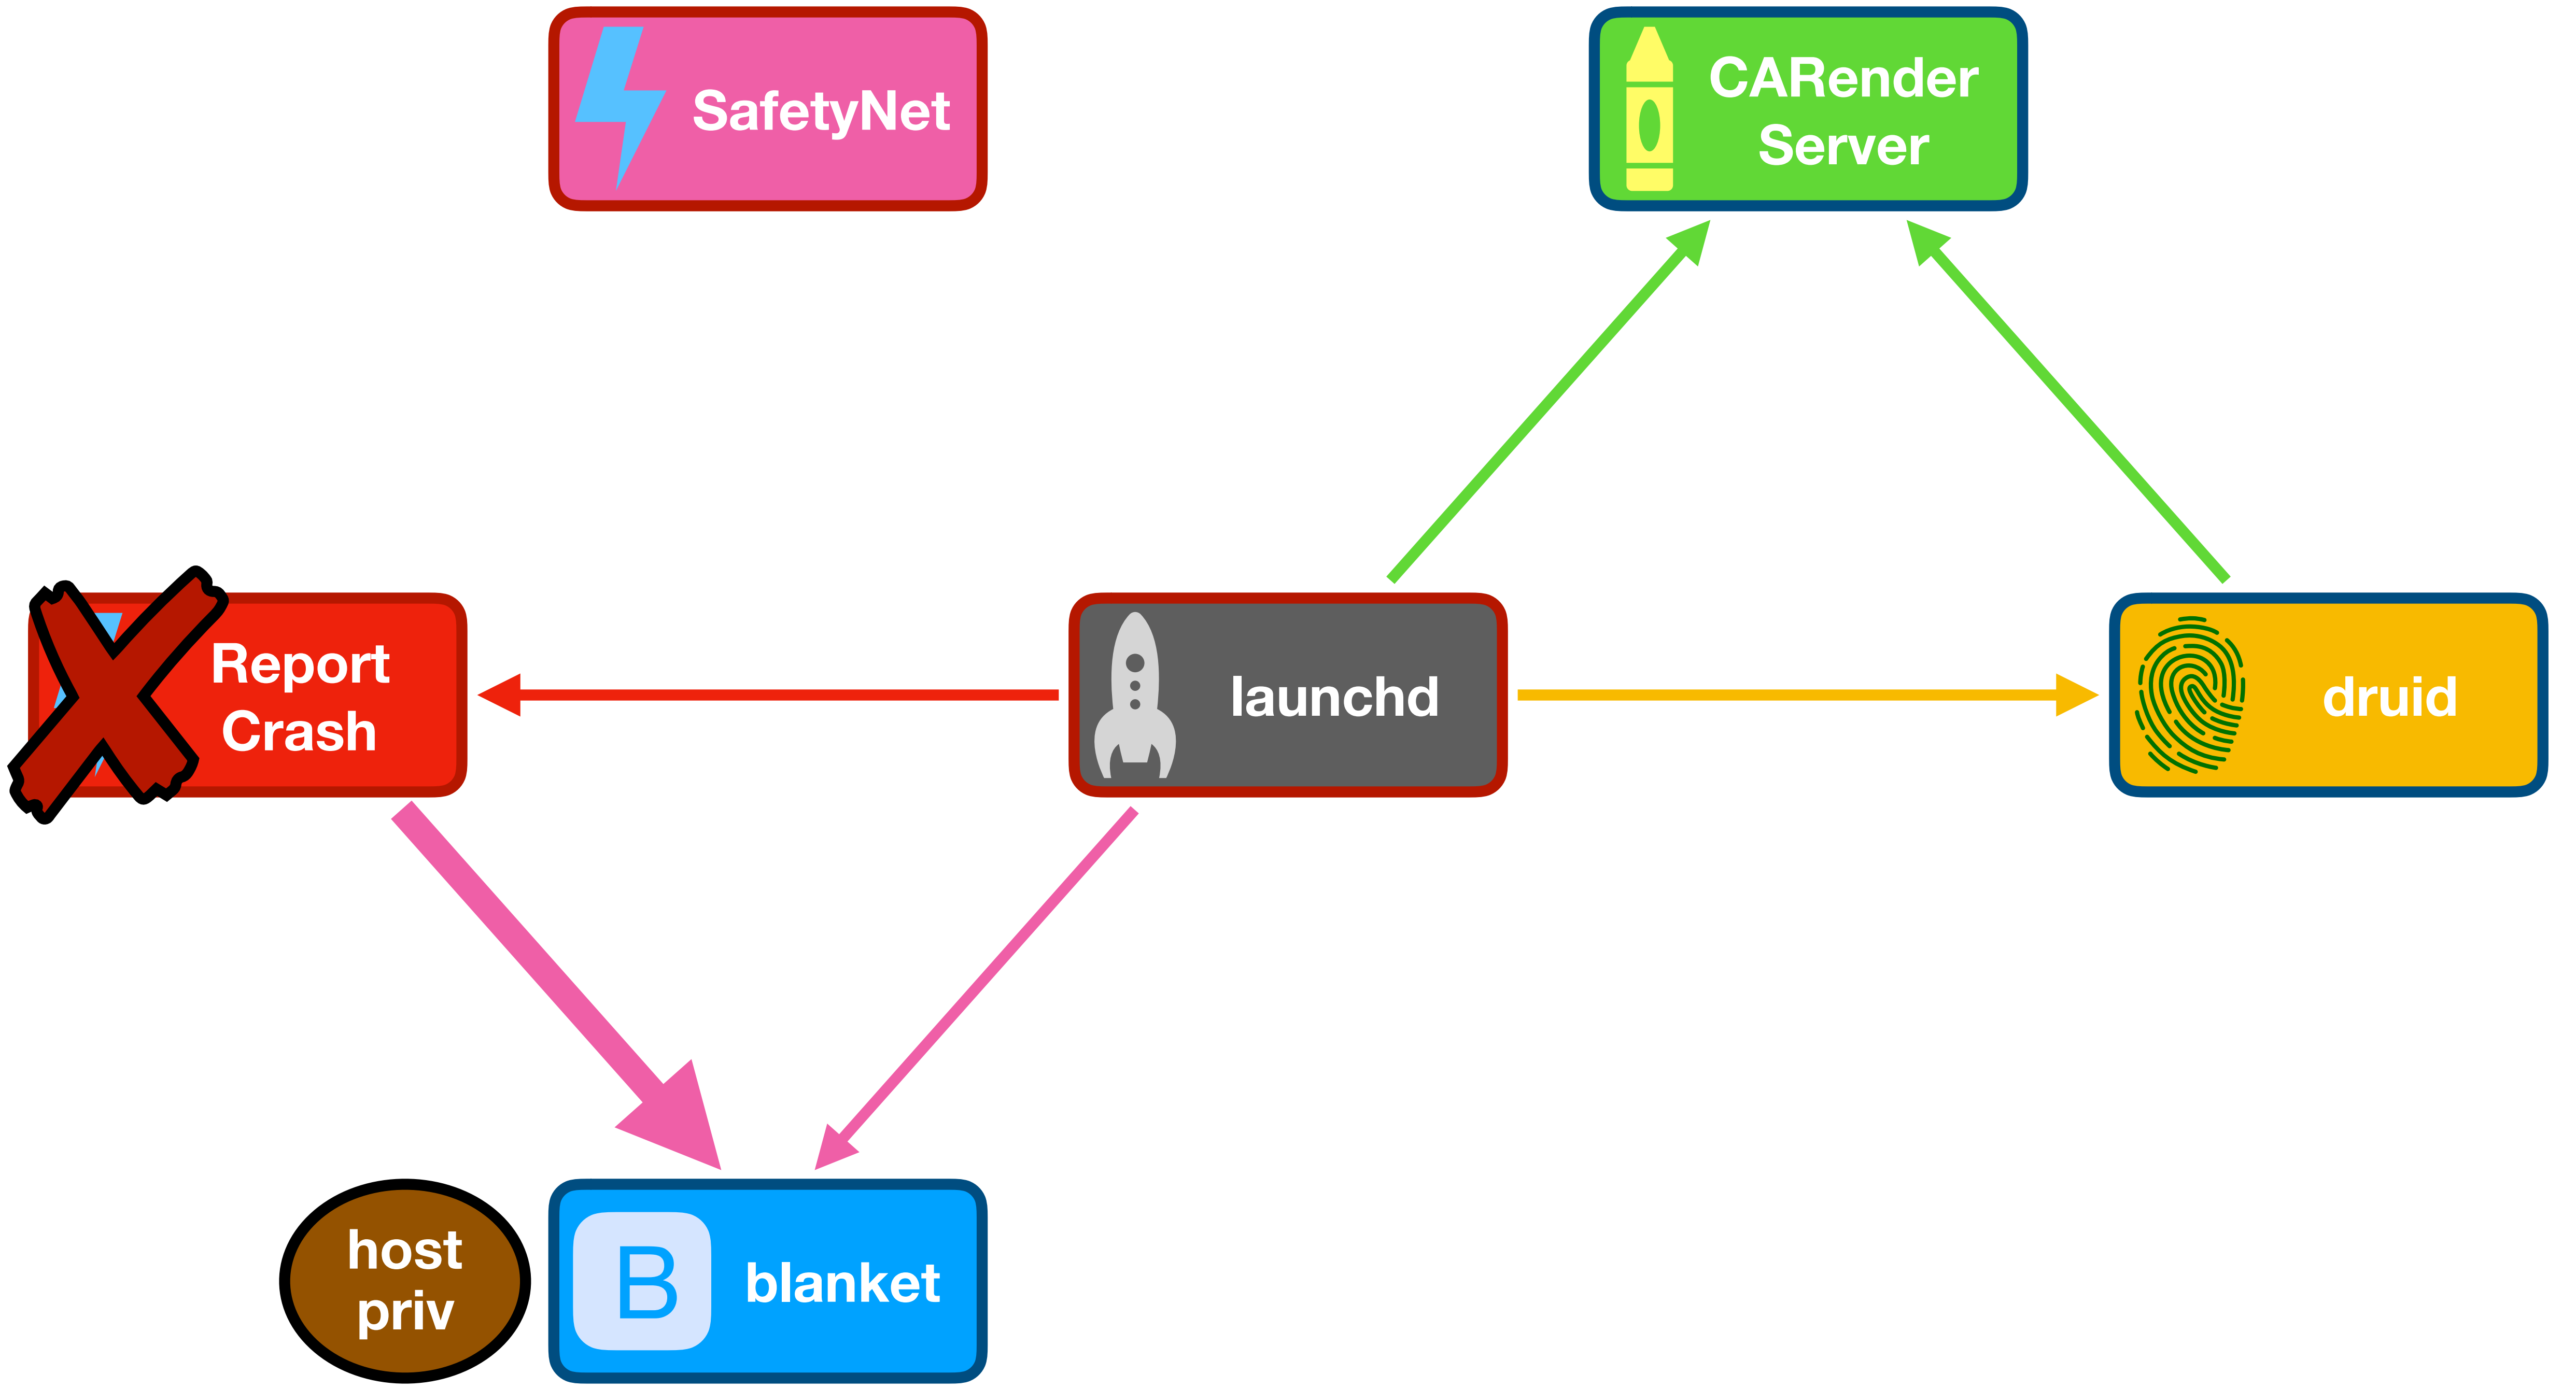 SafetyNet
CARender
Server
Report
Crash
launchd
druid
host
priv
B
blanket